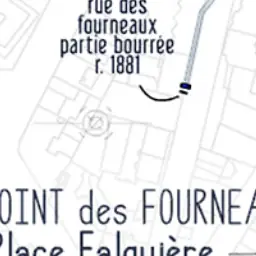 rue des
fourneaux
partie bourrée
r. 1881
OINT des FOURNEA
Place Falguière